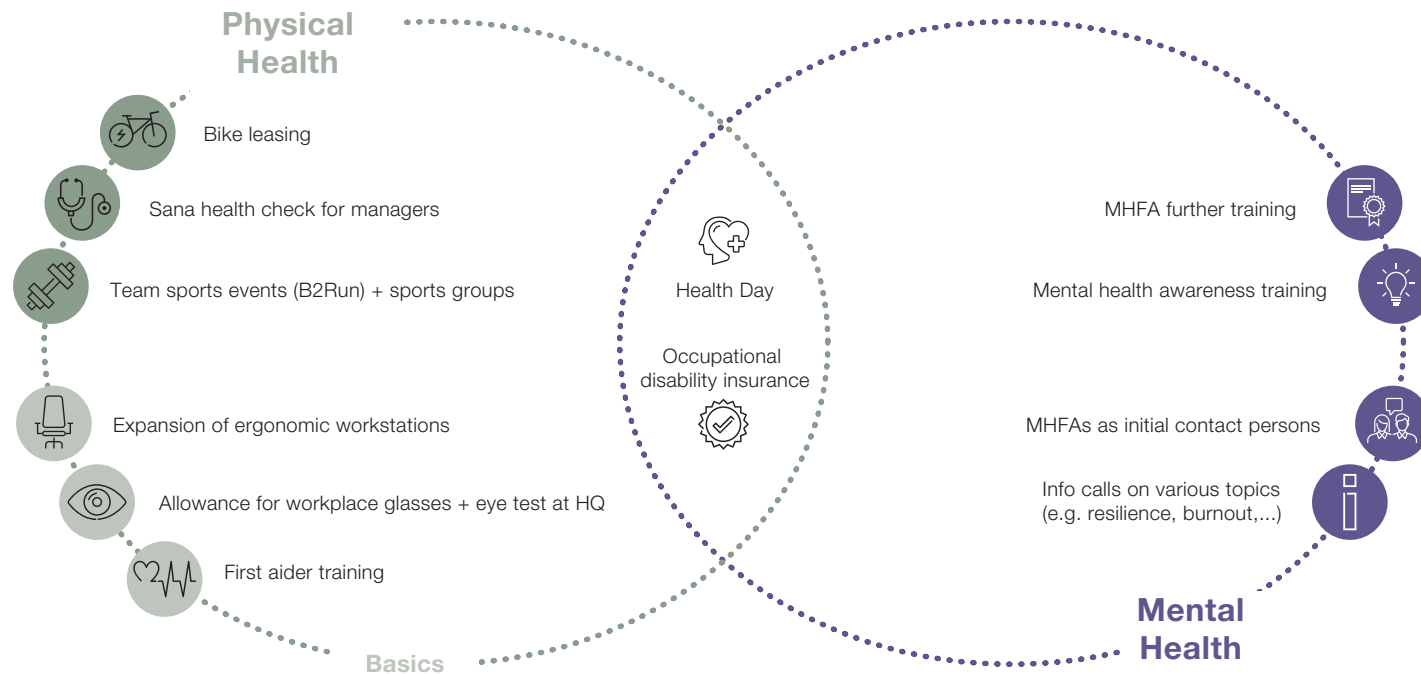 Physical
Health
Bike leasing
Sana health check for managers
Team sports events (B2Run) + sports groups
Expansion of ergonomic workstations
Allowance for workplace glasses + eye test at HQ
First aider training
Basics
Health Day
Occupational
disability insurance
MHFA further training
Mental health awareness training
MHFAs as initial contact persons
Info calls on various topics
(e.g. resilience, burnout,...)
Mental
Health